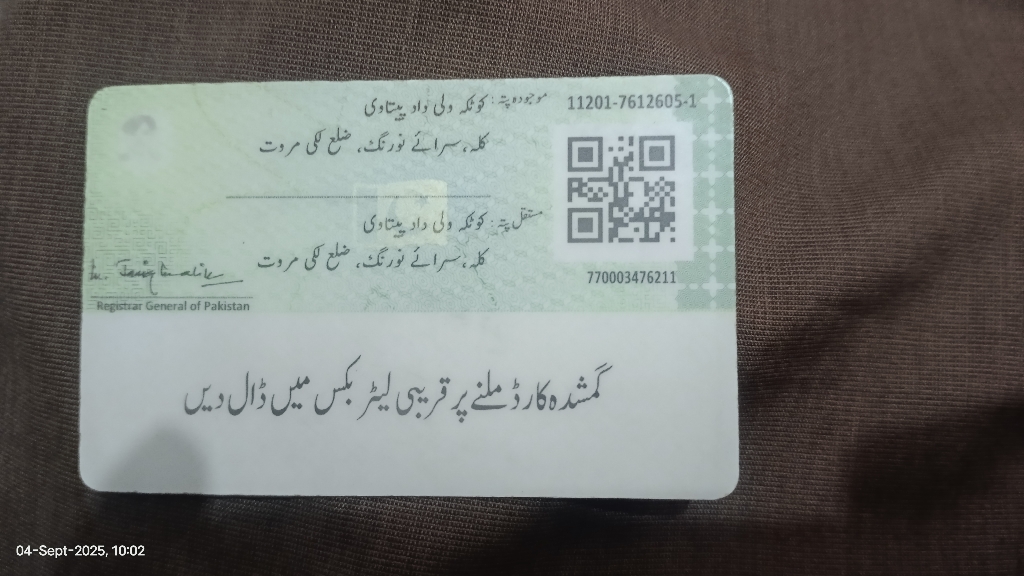 11201-7612605-1
موجودہ پتہ: کوٹکہ ولی داد پیتاوی
کلہ، سرائے نورنگ، ضلع لکی مروت
مستقل پتہ: کوٹکہ ولی داد پیتاوی
کلہ، سرائے نورنگ، ضلع لکی مروت
770003476211
Registrar General of Pakistan
گمشدہ کارڈ ملنے پر قریبی لیٹر بکس میں ڈال دیں
04-Sept-2025, 10:02